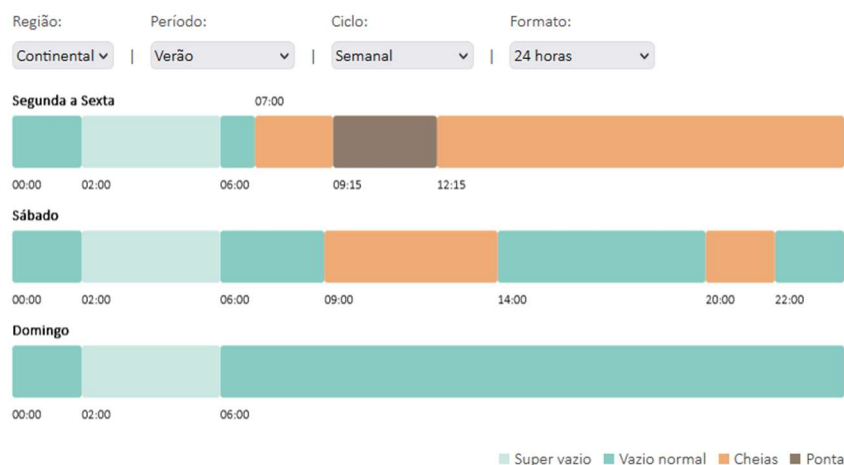 Região: Período: Ciclo: Formato:
Continental | Verão | Semanal | 24 horas
Segunda a Sexta 07:00
00:00 02:00 06:00 09:15 12:15
Sábado
00:00 02:00 06:00 09:00 14:00 20:00 22:00
Domingo
00:00 02:00 06:00
Super vazio Vazio normal Cheias Ponta